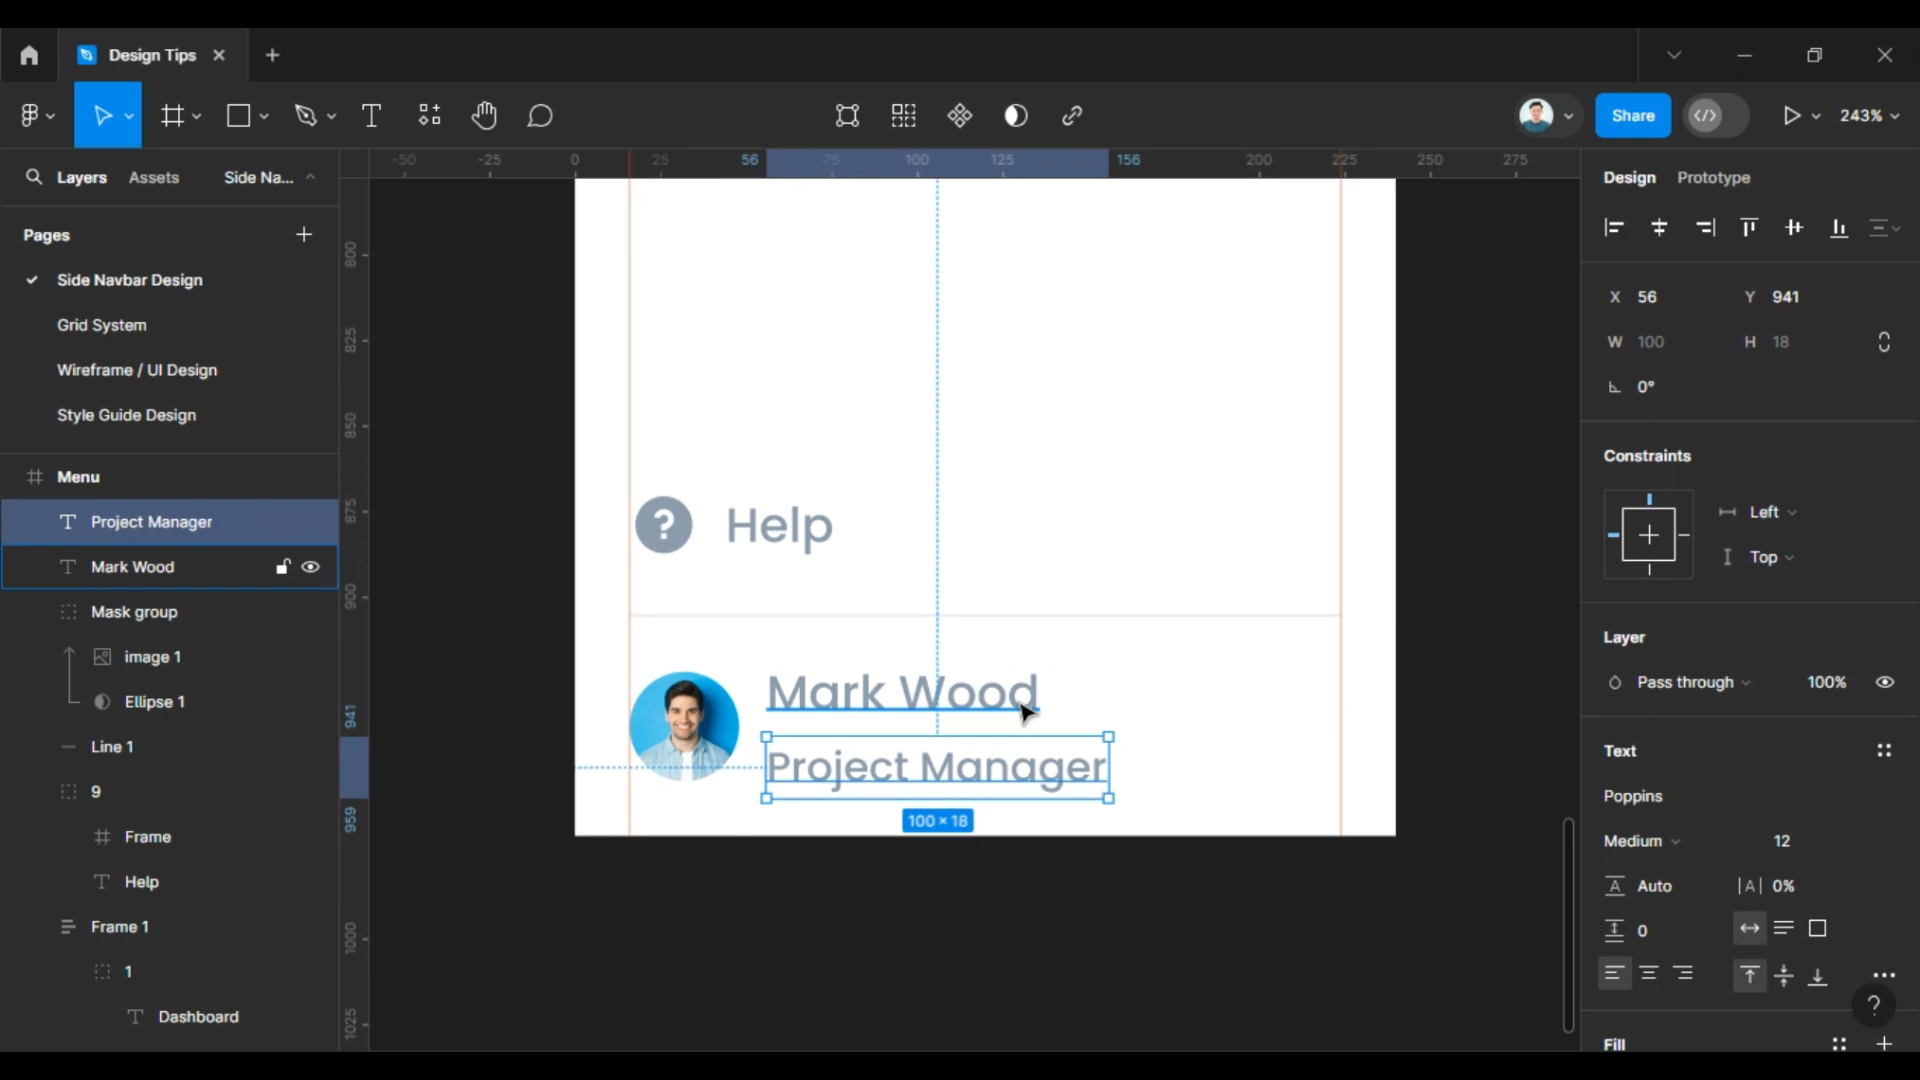 Design Tips
Share
243%
Layers
Assets
Side Na...
-50
-25
0
25
56
75
100
125
156
200
225
250
275
Design
Prototype
Pages
Side Navbar Design
Grid System
Wireframe / UI Design
Style Guide Design
Menu
Project Manager
Mark Wood
Mask group
image 1
Ellipse 1
Line 1
9
Frame
Help
Frame 1
1
Dashboard
800
825
850
875
900
941
959
1000
1025
? Help
Mark Wood
Project Manager
100 × 18
X 56
Y 941
W 100
H 18
0°
Constraints
Left
Top
Layer
Pass through
100%
Text
Poppins
Medium
12
A Auto
|A| 0%
0
?
Fill